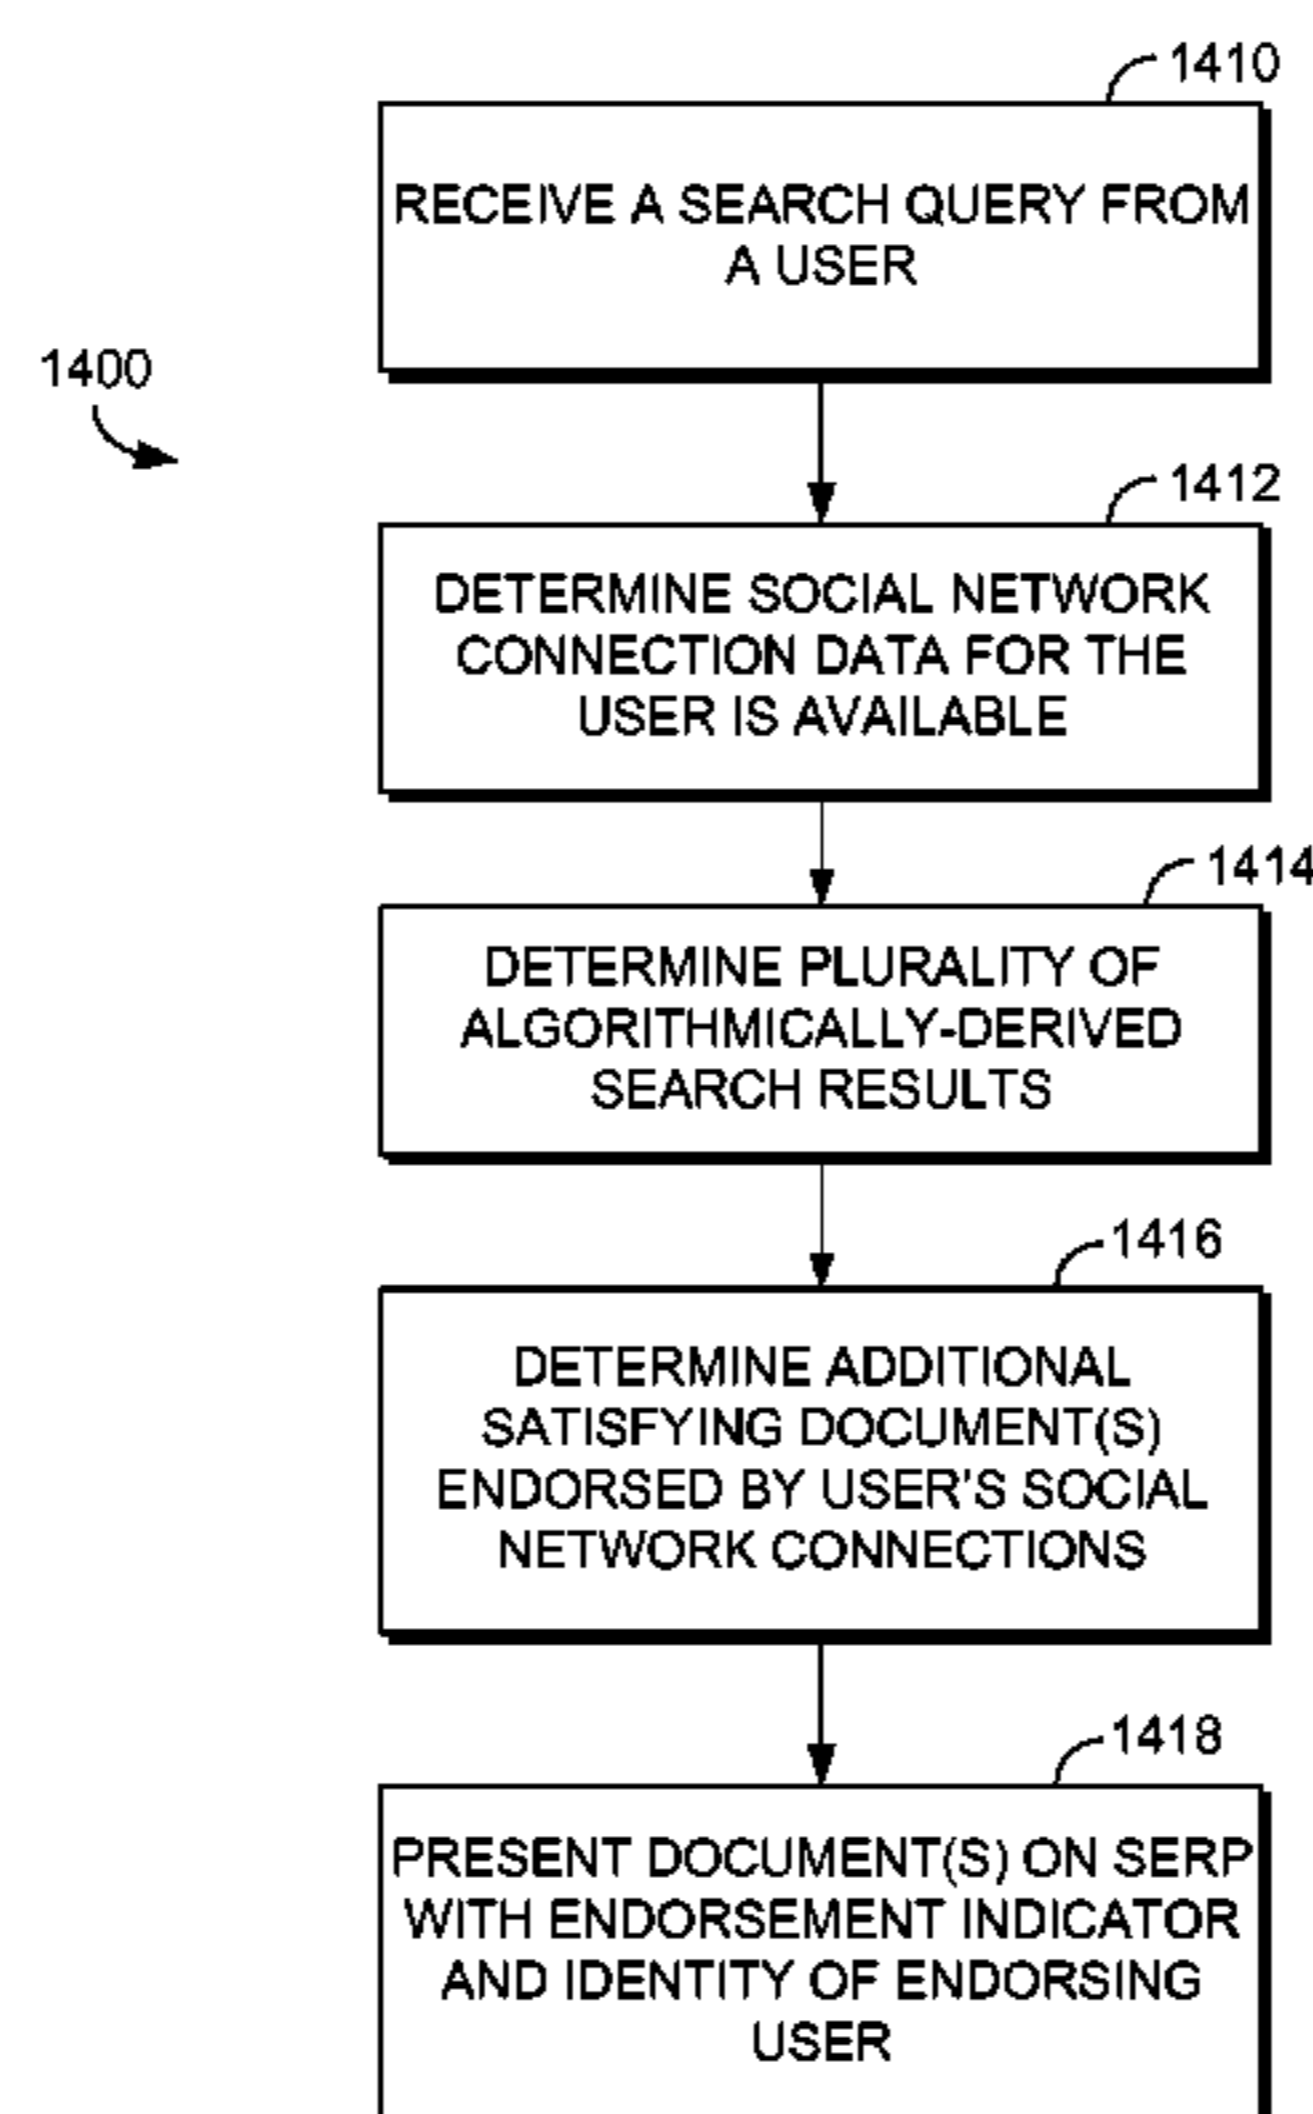 1410
RECEIVE A SEARCH QUERY FROM
A USER
1400
1412
DETERMINE SOCIAL NETWORK
CONNECTION DATA FOR THE
USER IS AVAILABLE
1414
DETERMINE PLURALITY OF
ALGORITHMICALLY-DERIVED
SEARCH RESULTS
1416
DETERMINE ADDITIONAL
SATISFYING DOCUMENT(S)
ENDORSED BY USER'S SOCIAL
NETWORK CONNECTIONS
1418
PRESENT DOCUMENT(S) ON SERP
WITH ENDORSEMENT INDICATOR
AND IDENTITY OF ENDORSING
USER